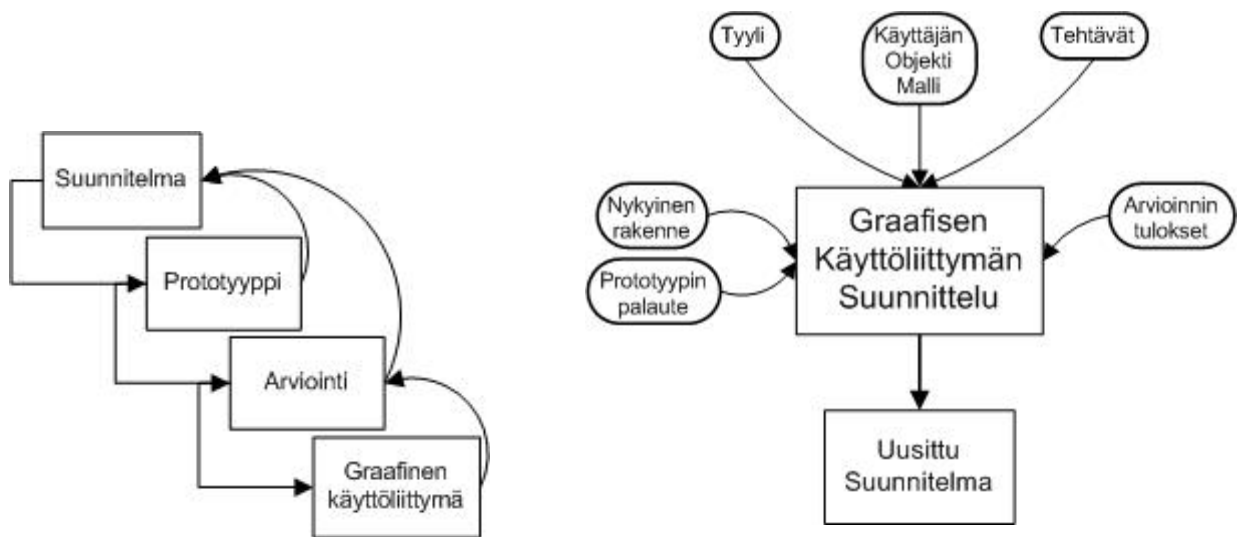 Suunnitelma
Prototyyppi
Arviointi
Graafinen
käyttöliittymä
Tyyli
Käyttäjän
Objekti
Malli
Tehtävät
Nykyinen
rakenne
Prototyypin
palaute
Graafisen
Käyttöliittymän
Suunnittelu
Arvioinnin
tulokset
Uusittu
Suunnitelma